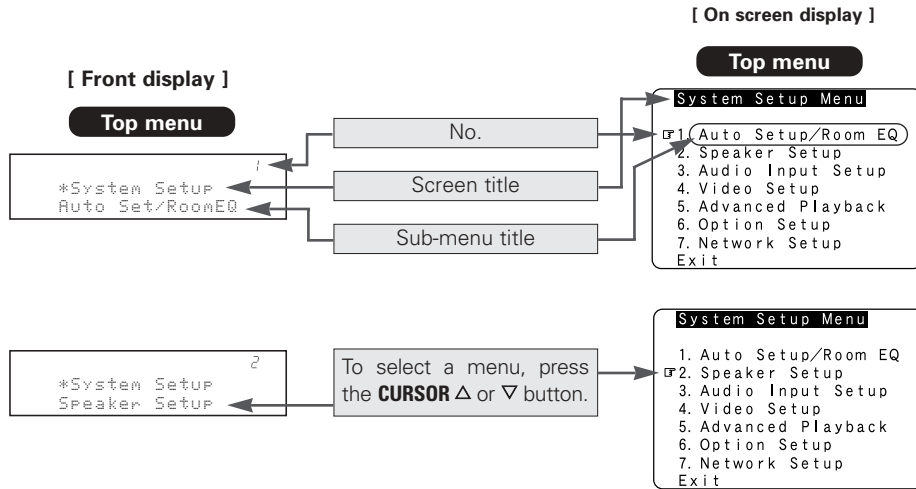 [ On screen display ]
[ Front display ]
Top menu
Top menu
1
*System Setup
Auto Set/RoomEQ
No.
Screen title
Sub-menu title
System Setup Menu
☞1. Auto Setup/Room EQ
2. Speaker Setup
3. Audio Input Setup
4. Video Setup
5. Advanced Playback
6. Option Setup
7. Network Setup
Exit
2
*System Setup
Speaker Setup
To select a menu, press
the CURSOR △ or ▽ button.
System Setup Menu
1. Auto Setup/Room EQ
☞2. Speaker Setup
3. Audio Input Setup
4. Video Setup
5. Advanced Playback
6. Option Setup
7. Network Setup
Exit